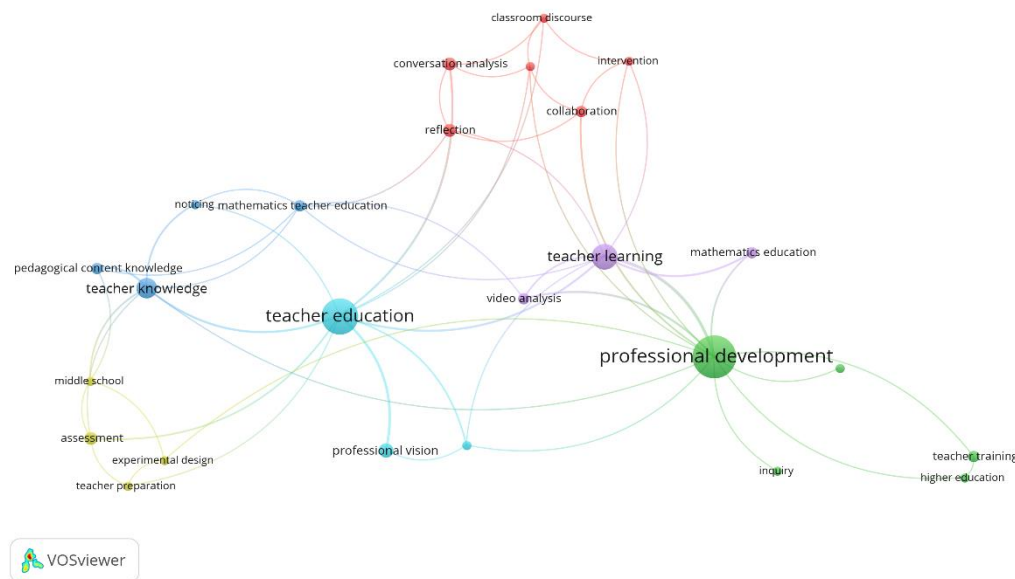 classroom discourse
conversation analysis
intervention
collaboration
reflection
noticing
mathematics teacher education
pedagogical content knowledge
teacher knowledge
teacher learning
mathematics education
video analysis
teacher education
professional development
middle school
assessment
experimental design
teacher preparation
professional vision
inquiry
teacher training
higher education
VOSviewer